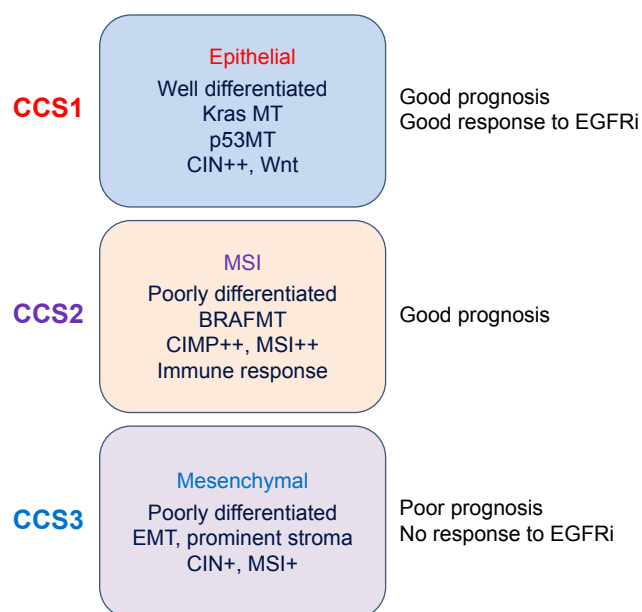 CCS1
Epithelial
Well differentiated
Kras MT
p53MT
CIN++, Wnt
Good prognosis
Good response to EGFRi
CCS2
MSI
Poorly differentiated
BRAFMT
CIMP++, MSI++
Immune response
Good prognosis
CCS3
Mesenchymal
Poorly differentiated
EMT, prominent stroma
CIN+, MSI+
Poor prognosis
No response to EGFRi